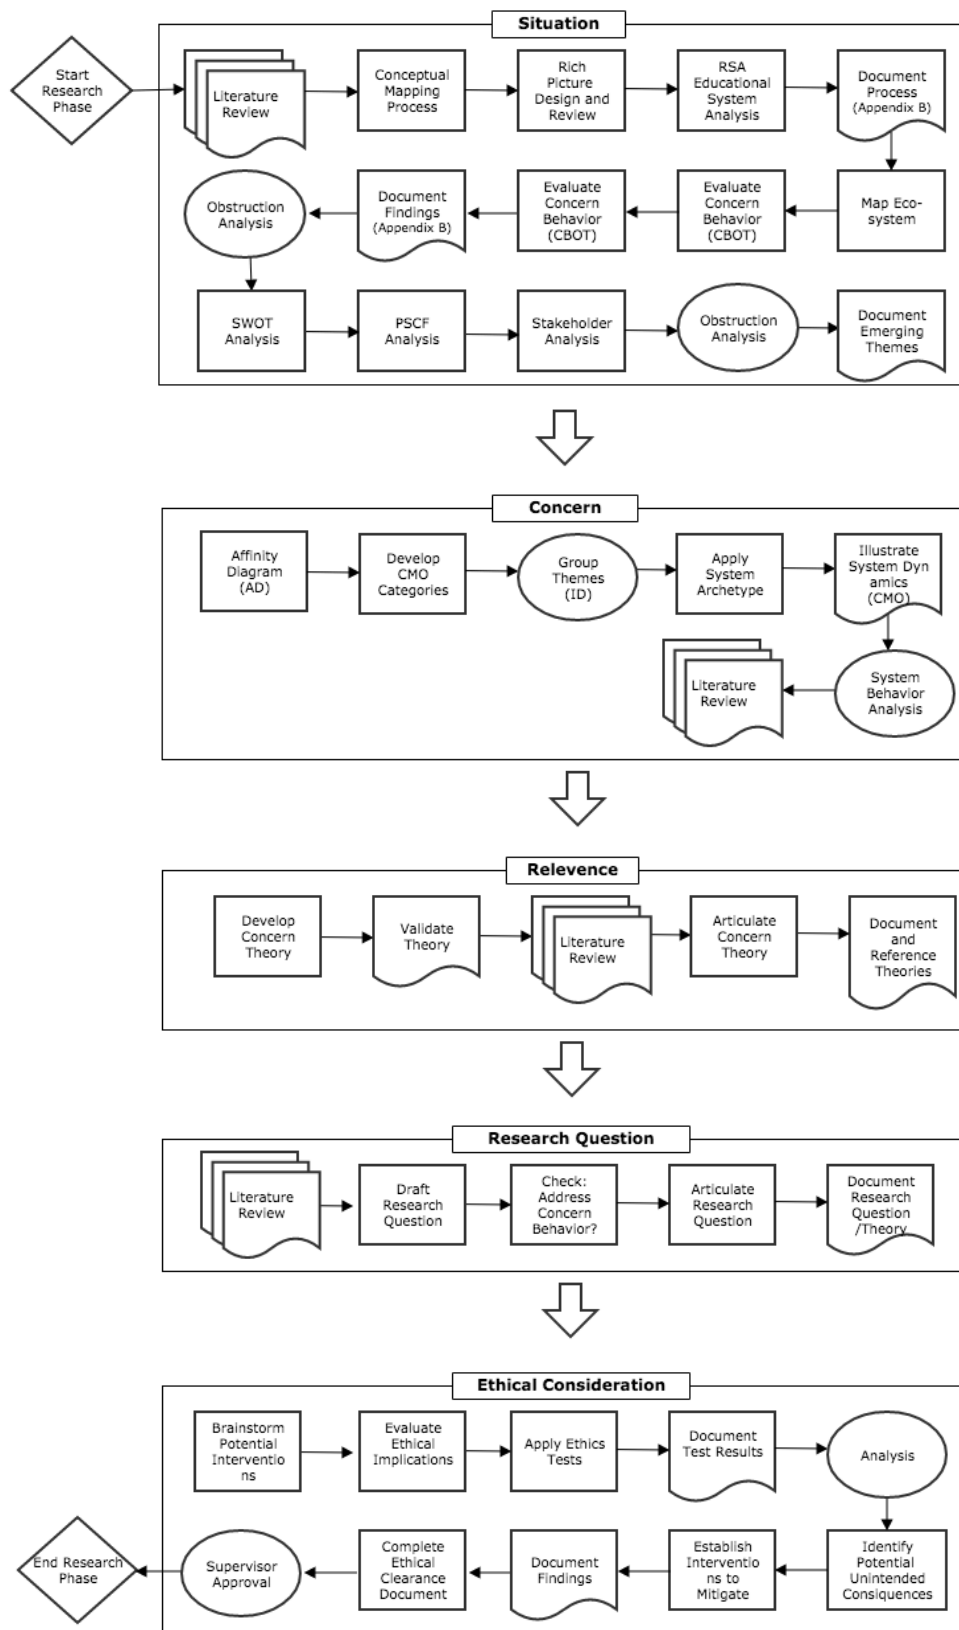 Situation
Start
Research
Phase
Literature
Review
Conceptual
Mapping
Process
Rich
Picture
Design and
Review
RSA
Educational
System
Analysis
Document
Process
(Appendix B)
Obstruction
Analysis
Document
Findings
(Appendix B)
Evaluate
Concern
Behavior
(CBOT)
Evaluate
Concern
Behavior
(CBOT)
Map Eco-
system
SWOT
Analysis
PSCF
Analysis
Stakeholder
Analysis
Obstruction
Analysis
Document
Emerging
Themes
Concern
Affinity
Diagram
(AD)
Develop
CMO
Categories
Group
Themes
(ID)
Apply
System
Archetype
Illustrate
System Dyn
amics
(CMO)
Literature
Review
System
Behavior
Analysis
Relevence
Develop
Concern
Theory
Validate
Theory
Literature
Review
Articulate
Concern
Theory
Document
and
Reference
Theories
Research Question
Literature
Review
Draft
Research
Question
Check:
Address
Concern
Behavior?
Articulate
Research
Question
Document
Research
Question
/Theory
Ethical Consideration
Brainstorm
Potential
Interventio
ns
Evaluate
Ethical
Implications
Apply Ethics
Tests
Document
Test Results
Analysis
End Research
Phase
Supervisor
Approval
Complete
Ethical
Clearance
Document
Document
Findings
Establish
Interventio
ns to
Mitigate
Identify
Potential
Unintended
Consiquences